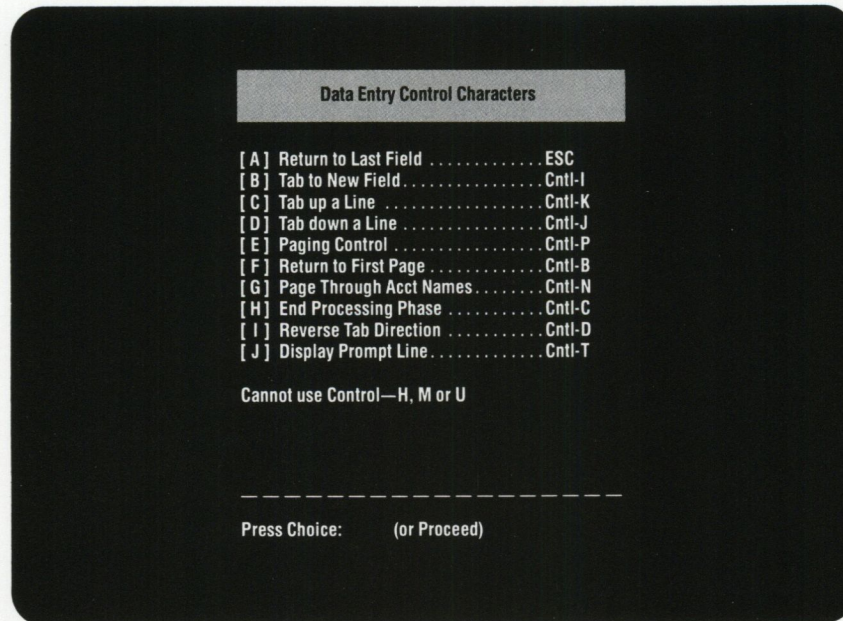 Data Entry Control Characters
[ A ] Return to Last Field . . . . . . . . . . . . . ESC
[ B ] Tab to New Field. . . . . . . . . . . . . . . . Cntl-I
[ C ] Tab up a Line . . . . . . . . . . . . . . . . . . Cntl-K
[ D ] Tab down a Line . . . . . . . . . . . . . . . Cntl-J
[ E ] Paging Control . . . . . . . . . . . . . . . . . Cntl-P
[ F ] Return to First Page . . . . . . . . . . . . . Cntl-B
[ G ] Page Through Acct Names. . . . . . . . Cntl-N
[ H ] End Processing Phase . . . . . . . . . . . Cntl-C
[ I ] Reverse Tab Direction . . . . . . . . . . . . Cntl-D
[ J ] Display Prompt Line. . . . . . . . . . . . . Cntl-T
Cannot use Control—H, M or U
Press Choice: (or Proceed)